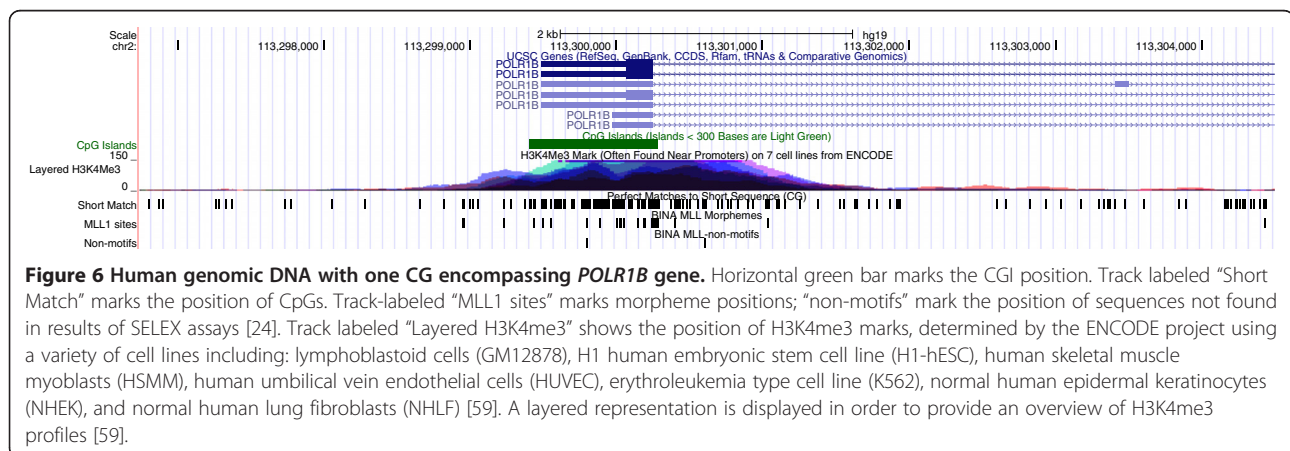 Scale
2 kb
hg19
chr2:
113,298,000
113,299,000
113,300,000
113,301,000
113,302,000
113,303,000
113,304,000
UCSC Genes (RefSeq, GenBank, CCDS, Rfam, tRNAs & Comparative Genomics)
POLR1B
POLR1B
POLR1B
POLR1B
POLR1B
POLR1B
POLR1B
CpG Islands (Islands < 300 Bases are Light Green)
CpG Islands
H3K4Me3 Mark (Often Found Near Promoters) on 7 cell lines from ENCODE
150
Layered H3K4Me3
0
Perfect Matches to Short Sequence (CG)
Short Match
BINA MLL Morphemes
MLL1 sites
BINA MLL-non-motifs
Non-motifs
Figure 6 Human genomic DNA with one CG encompassing POLR1B gene. Horizontal green bar marks the CGI position. Track labeled “Short
Match” marks the position of CpGs. Track-labeled “MLL1 sites” marks morpheme positions; “non-motifs” mark the position of sequences not found
in results of SELEX assays [24]. Track labeled “Layered H3K4me3” shows the position of H3K4me3 marks, determined by the ENCODE project using
a variety of cell lines including: lymphoblastoid cells (GM12878), H1 human embryonic stem cell line (H1-hESC), human skeletal muscle
myoblasts (HSMM), human umbilical vein endothelial cells (HUVEC), erythroleukemia type cell line (K562), normal human epidermal keratinocytes
(NHEK), and normal human lung fibroblasts (NHLF) [59]. A layered representation is displayed in order to provide an overview of H3K4me3
profiles [59].